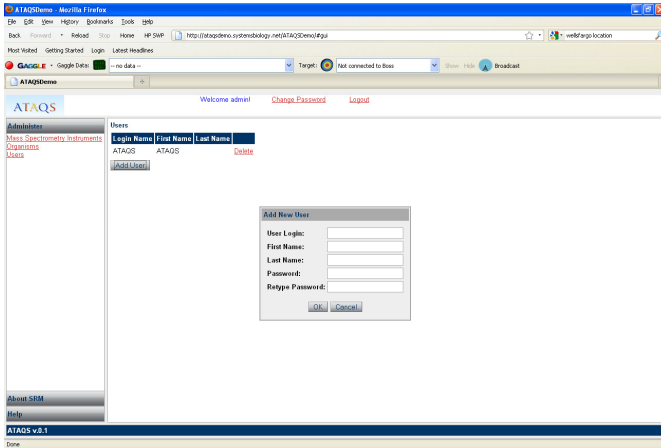 ATAQSDemo - Mozilla Firefox
File Edit View History Bookmarks Tools Help
Back Forward Reload Stop Home HP SWP http://ataqsdemo.systemsbiology.net/ATAQSDemo/#gui wellsfargo location
Most Visited Getting Started Login Latest Headlines
GAGGLE Gaggle Data: -- no data -- Target: Not connected to Boss Show Hide Broadcast
ATAQSDemo
ATAQS Welcome admin! Change Password Logout
Administer
Mass Spectrometry Instruments
Organisms
Users
Users
Login Name First Name Last Name
ATAQS ATAQS Delete
Add User
Add New User
User Login:
First Name:
Last Name:
Password:
Retype Password:
OK Cancel
About SRM
Help
ATAQS v.0.1
Done